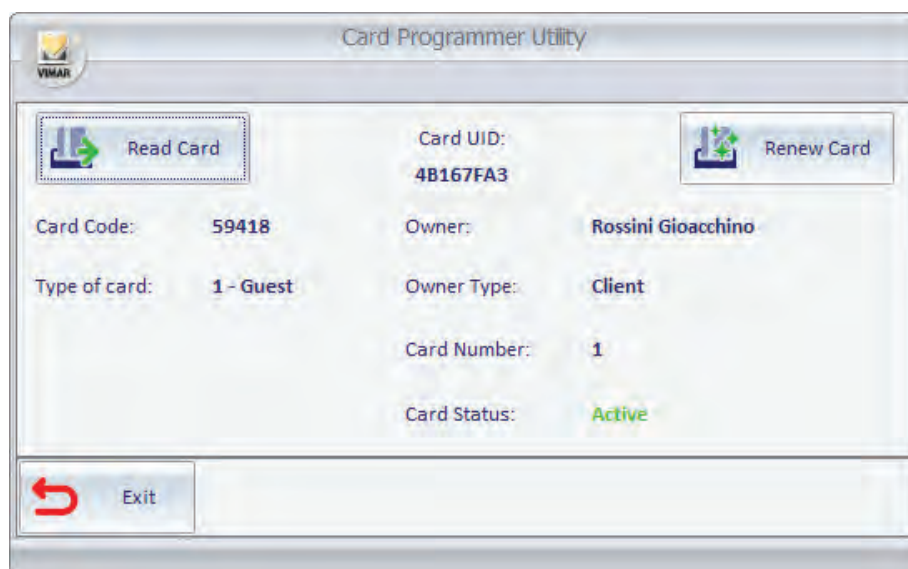 Card Programmer Utility
VIMAR
Read Card
Card UID:
4B167FA3
Renew Card
Card Code: 59418 Owner: Rossini Gioacchino
Type of card: 1 - Guest Owner Type: Client
Card Number: 1
Card Status: Active
Exit